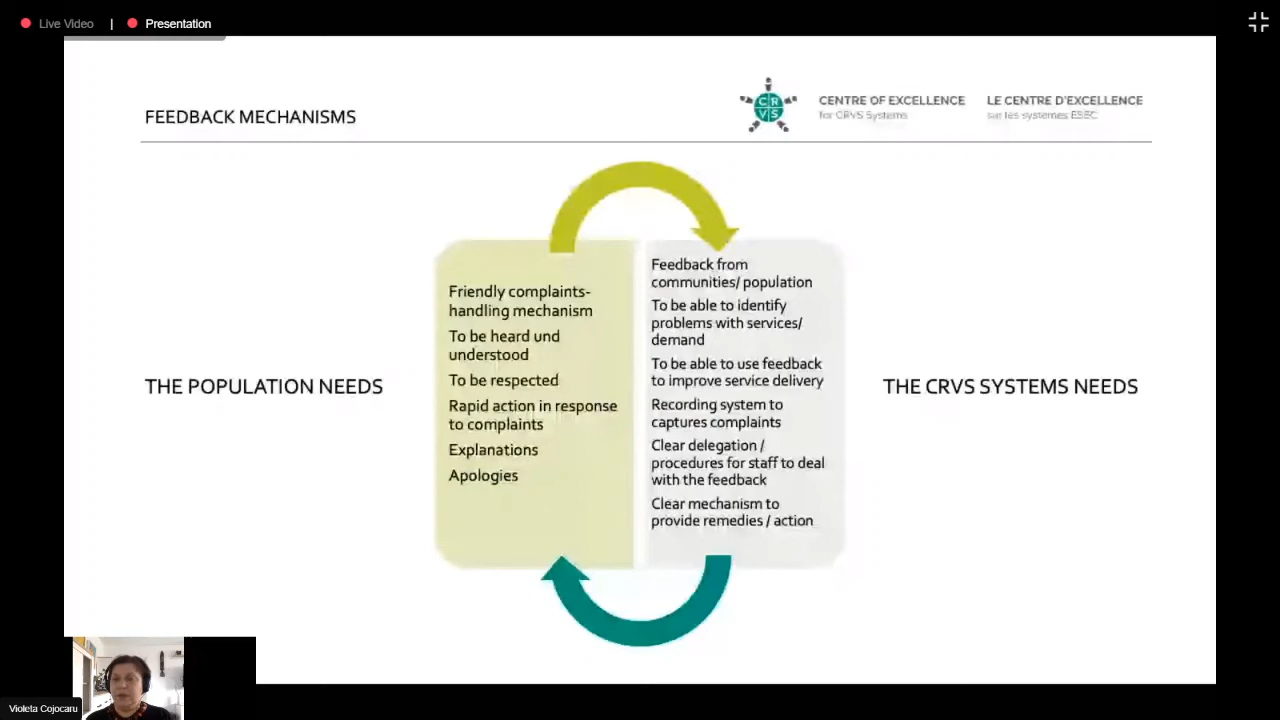 Live Video | Presentation
FEEDBACK MECHANISMS
CRVS
CENTRE OF EXCELLENCE
for CRVS Systems
LE CENTRE D'EXCELLENCE
sur les systèmes ESEC
THE POPULATION NEEDS
Friendly complaints-
handling mechanism
To be heard und
understood
To be respected
Rapid action in response
to complaints
Explanations
Apologies
Feedback from
communities/ population
To be able to identify
problems with services/
demand
To be able to use feedback
to improve service delivery
Recording system to
captures complaints
Clear delegation /
procedures for staff to deal
with the feedback
Clear mechanism to
provide remedies / action
THE CRVS SYSTEMS NEEDS
Violeta Cojocaru